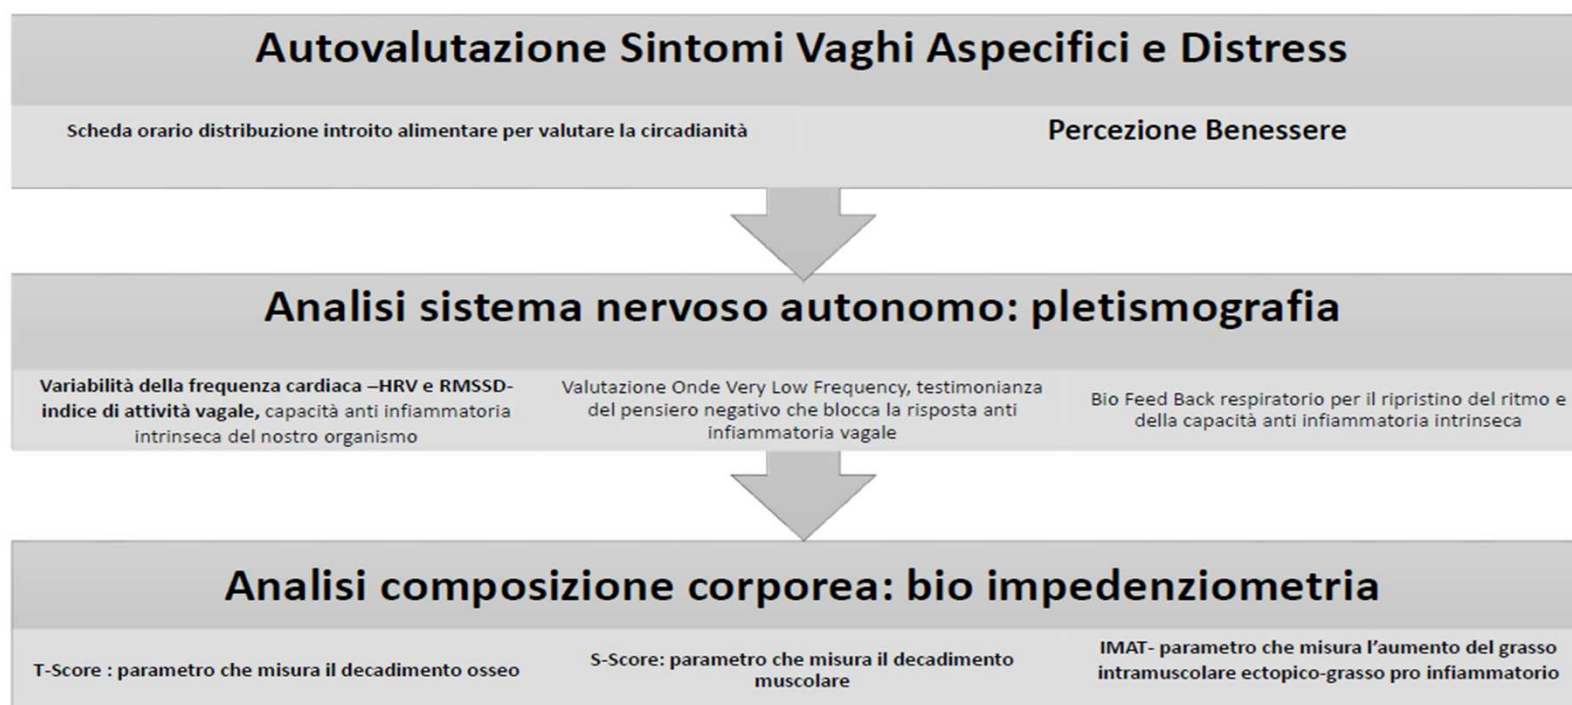 Autovalutazione Sintomi Vaghi Aspecifici e Distress
Scheda orario distribuzione introito alimentare per valutare la circadianità
Percezione Benessere
Analisi sistema nervoso autonomo: pletismografia
Variabilità della frequenza cardiaca –HRV e RMSSD-
indice di attività vagale, capacità anti infiammatoria
intrinseca del nostro organismo
Valutazione Onde Very Low Frequency, testimonianza
del pensiero negativo che blocca la risposta anti
infiammatoria vagale
Bio Feed Back respiratorio per il ripristino del ritmo e
della capacità anti infiammatoria intrinseca
Analisi composizione corporea: bio impedenziometria
T-Score : parametro che misura il decadimento osseo
S-Score: parametro che misura il decadimento
muscolare
IMAT- parametro che misura l’aumento del grasso
intramuscolare ectopico-grasso pro infiammatorio